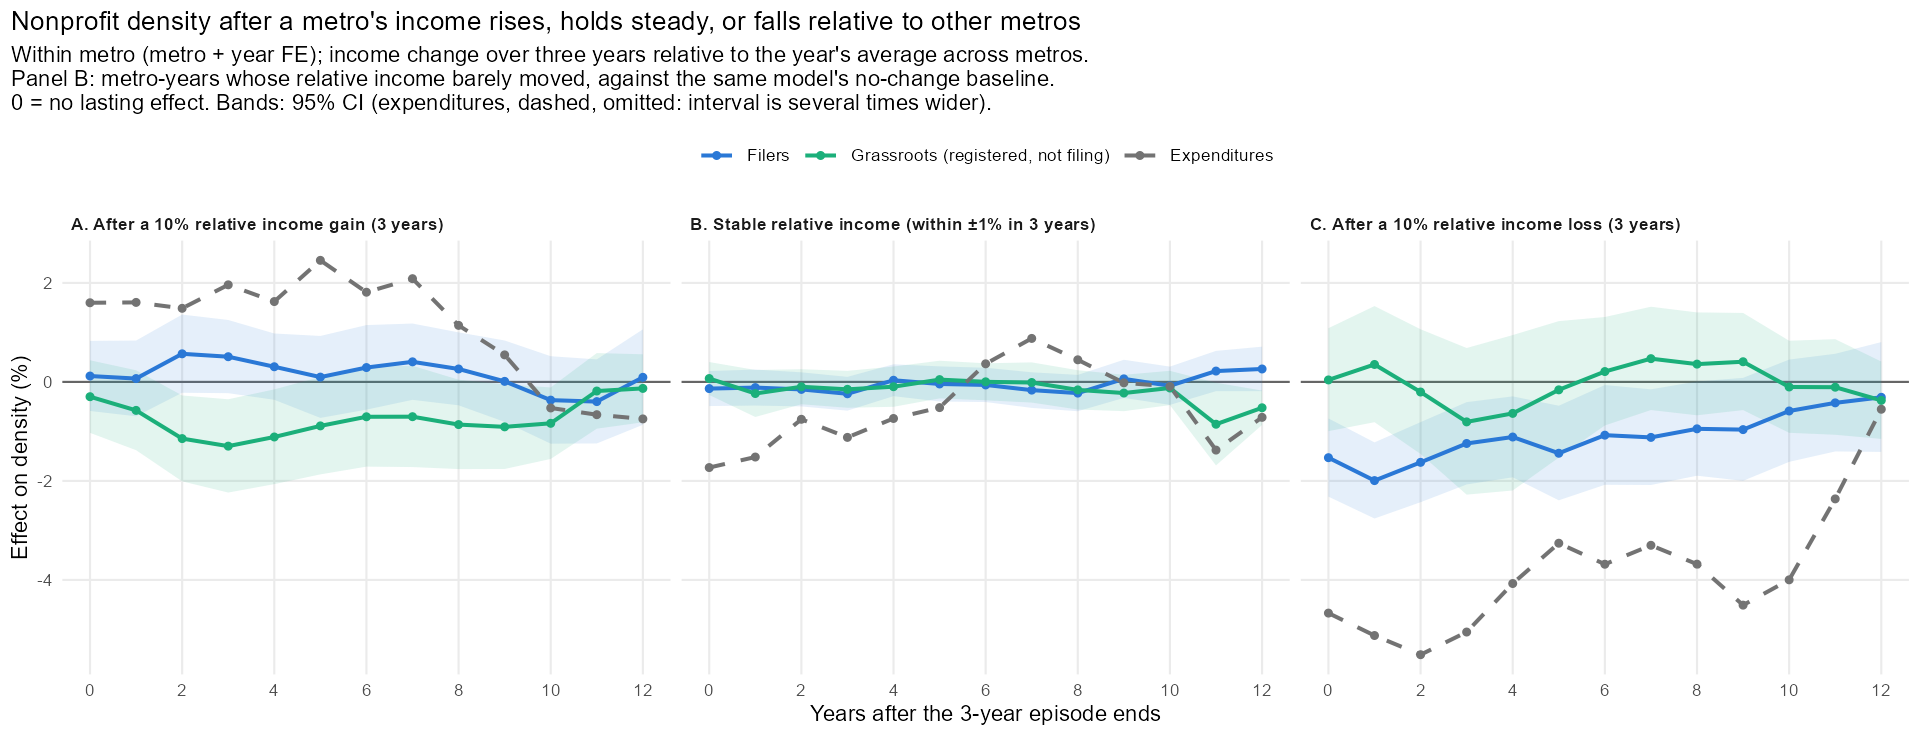 Nonprofit density after a metro's income rises, holds steady, or falls relative to other metros
Within metro (metro + year FE); income change over three years relative to the year's average across metros.
Panel B: metro-years whose relative income barely moved, against the same model's no-change baseline.
0 = no lasting effect. Bands: 95% CI (expenditures, dashed, omitted: interval is several times wider).
Filers Grassroots (registered, not filing) Expenditures
A. After a 10% relative income gain (3 years)
B. Stable relative income (within ±1% in 3 years)
C. After a 10% relative income loss (3 years)
Effect on density (%)
2
0
-2
-4
0 2 4 6 8 10 12
0 2 4 6 8 10 12
0 2 4 6 8 10 12
Years after the 3-year episode ends